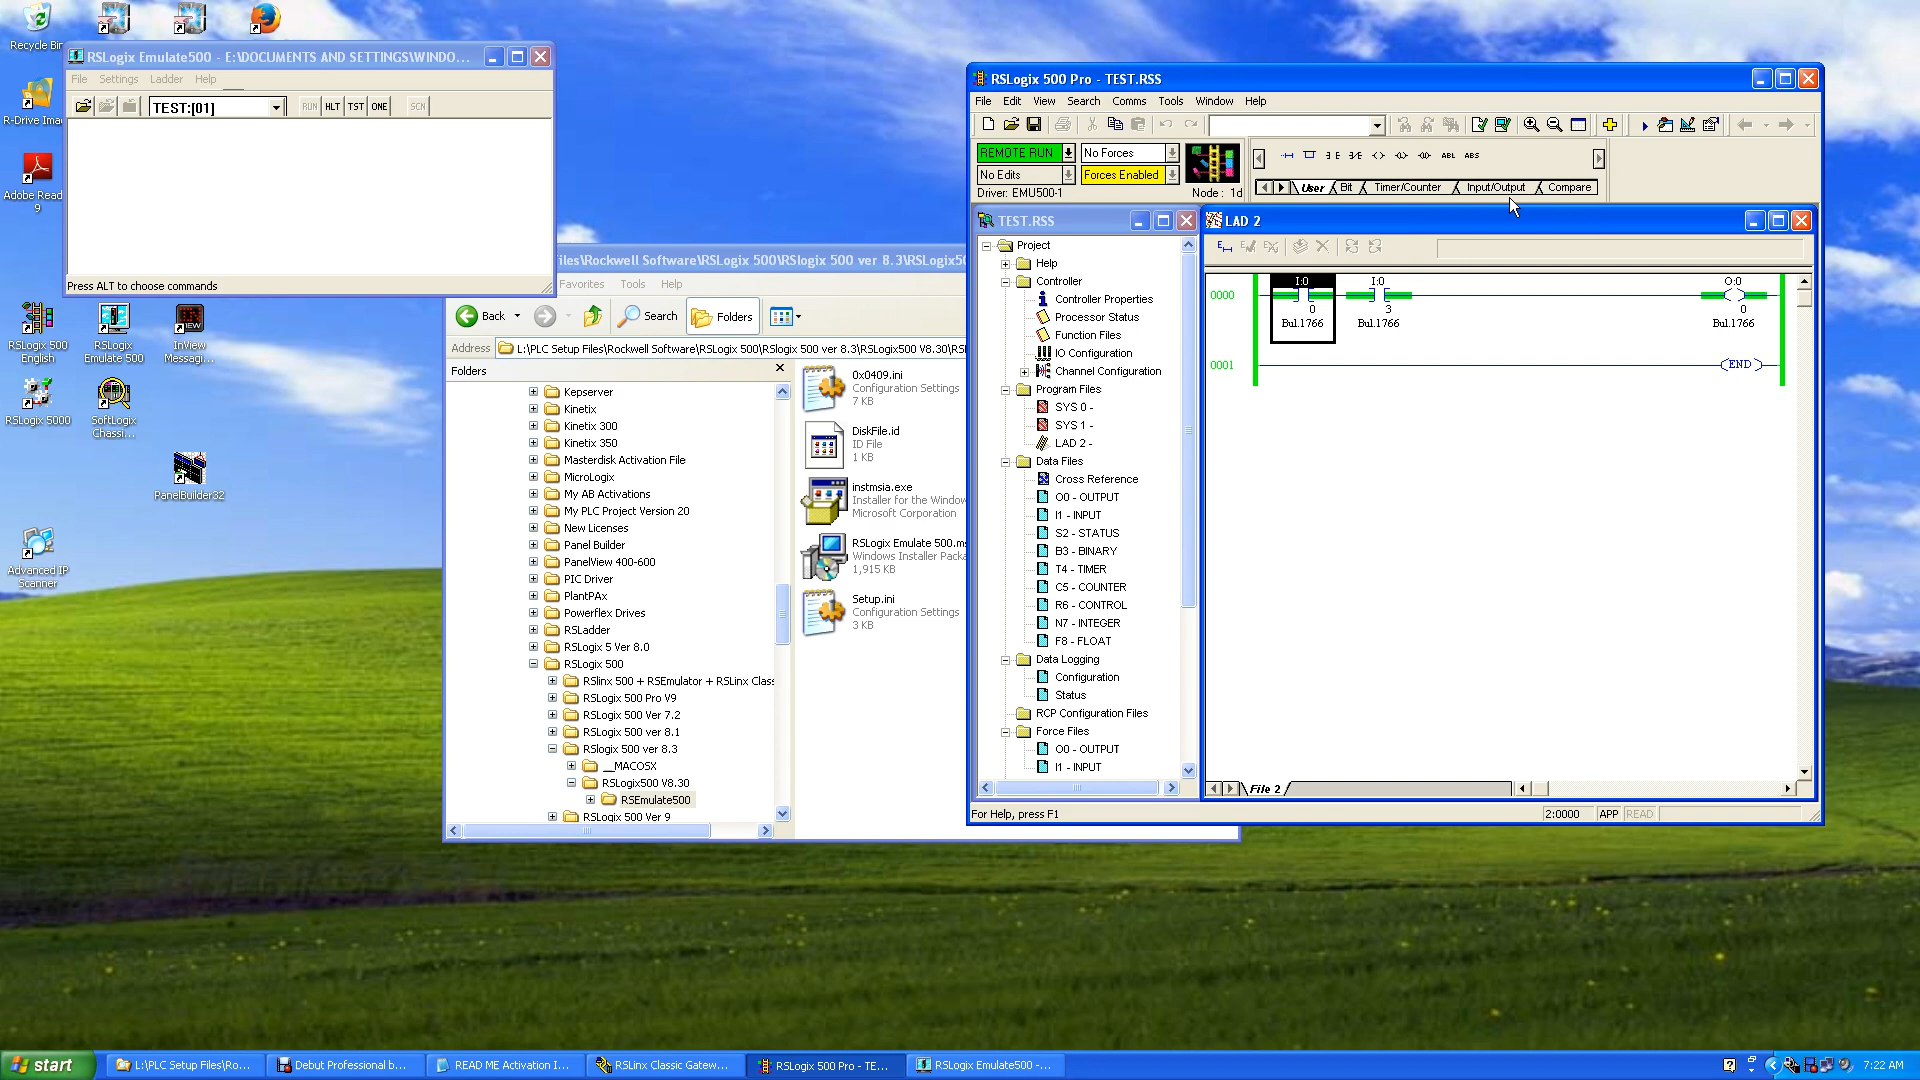 Recycle Bin
R-Drive Ima
Adobe Read
9
RSLogix 500
English
RSLogix
Emulate 500
InView
Messagi...
RSLogix 5000
SoftLogix
Chassi...
PanelBuilder32
Advanced IP
Scanner
RSLogix Emulate500 - E:\DOCUMENTS AND SETTINGS\WINDO...
File Settings Ladder Help
TEST:[01] RUN HLT TST ONE SCN
Press ALT to choose commands
iles\Rockwell Software\RSLogix 500\RSlogix 500 ver 8.3\RSLogix50
Favorites Tools Help
Back Search Folders
Address L:\PLC Setup Files\Rockwell Software\RSLogix 500\RSlogix 500 ver 8.3\RSLogix500 V8.30\RSE
Folders
Kepserver
Kinetix
Kinetix 300
Kinetix 350
Masterdisk Activation File
MicroLogix
My AB Activations
My PLC Project Version 20
New Licenses
Panel Builder
PanelView 400-600
PIC Driver
PlantPAx
Powerflex Drives
RSLadder
RSLogix 5 Ver 8.0
RSLogix 500
RSlinx 500 + RSEmulator + RSLinx Class
RSLogix 500 Pro V9
RSLogix 500 Ver 7.2
RSLogix 500 ver 8.1
RSlogix 500 ver 8.3
__MACOSX
RSLogix500 V8.30
RSEmulate500
RSLogix 500 Ver 9
0x0409.ini
Configuration Settings
7 KB
DiskFile.id
ID File
1 KB
instmsia.exe
Installer for the Window
Microsoft Corporation
RSLogix Emulate 500.ms
Windows Installer Packa
1,915 KB
Setup.ini
Configuration Settings
3 KB
RSLogix 500 Pro - TEST.RSS
File Edit View Search Comms Tools Window Help
REMOTE RUN No Forces
No Edits Forces Enabled
Driver: EMU500-1 Node : 1d
ABL ABS
User Bit Timer/Counter Input/Output Compare
TEST.RSS
Project
Help
Controller
Controller Properties
Processor Status
Function Files
IO Configuration
Channel Configuration
Program Files
SYS 0 -
SYS 1 -
LAD 2 -
Data Files
Cross Reference
O0 - OUTPUT
I1 - INPUT
S2 - STATUS
B3 - BINARY
T4 - TIMER
C5 - COUNTER
R6 - CONTROL
N7 - INTEGER
F8 - FLOAT
Data Logging
Configuration
Status
RCP Configuration Files
Force Files
O0 - OUTPUT
I1 - INPUT
LAD 2
I:0 I:0 O:0
0000
0 3 0
Bul.1766 Bul.1766 Bul.1766
0001 END
File 2
For Help, press F1 2:0000 APP READ
start
L:\PLC Setup Files\Ro...
Debut Professional b...
READ ME Activation I...
RSLinx Classic Gatew...
RSLogix 500 Pro - TE...
RSLogix Emulate500 -...
7:22 AM